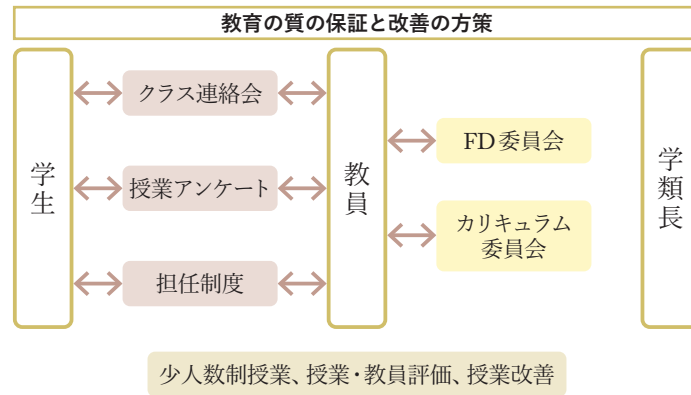 教育の質の保証と改善の方策
学生
クラス連絡会
授業アンケート
担任制度
教員
FD委員会
カリキュラム
委員会
学類長
少人数制授業、授業・教員評価、授業改善